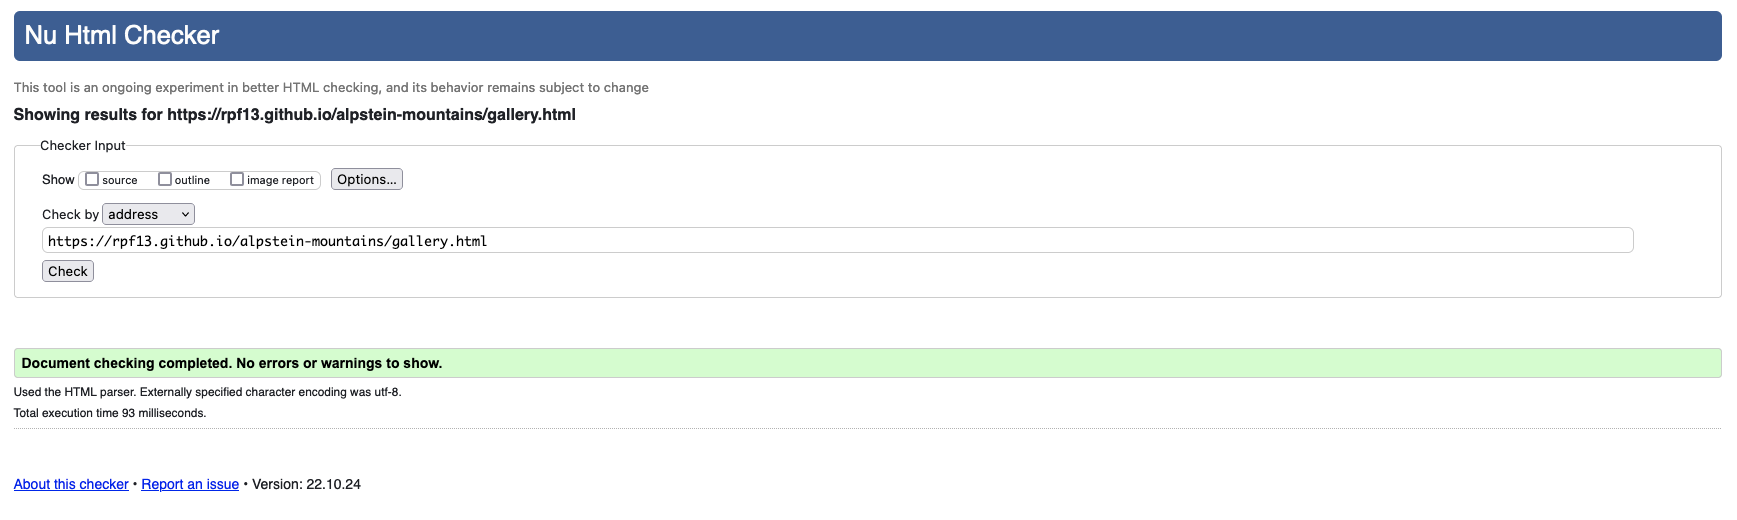 Nu Html Checker
This tool is an ongoing experiment in better HTML checking, and its behavior remains subject to change
Showing results for https://rpf13.github.io/alpstein-mountains/gallery.html
Checker Input
Show source outline image report Options...
Check by address
https://rpf13.github.io/alpstein-mountains/gallery.html
Check
Document checking completed. No errors or warnings to show.
Used the HTML parser. Externally specified character encoding was utf-8.
Total execution time 93 milliseconds.
About this checker • Report an issue • Version: 22.10.24